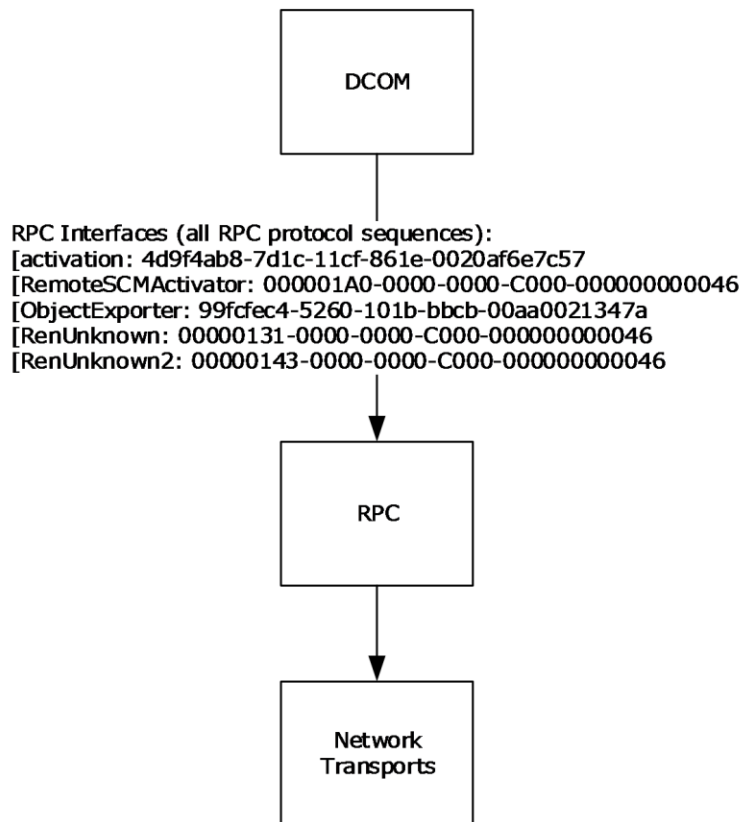 DCOM
RPC Interfaces (all RPC protocol sequences):
[activation: 4d9f4ab8-7d1c-11cf-861e-0020af6e7c57
[RemoteSCMActivator: 000001A0-0000-0000-C000-000000000046
[ObjectExporter: 99fcfec4-5260-101b-bbcb-00aa0021347a
[RenUnknown: 00000131-0000-0000-C000-000000000046
[RenUnknown2: 00000143-0000-0000-C000-000000000046
RPC
Network
Transports